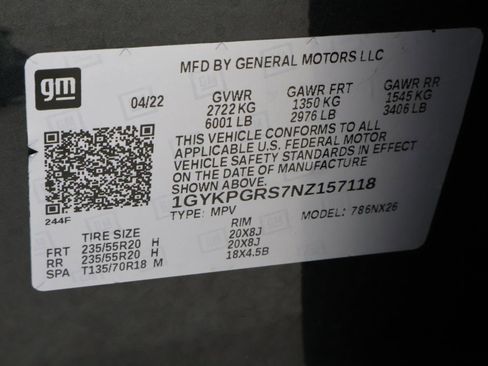 gm
MFD BY GENERAL MOTORS LLC
04/22 GVWR GAWR FRT GAWR RR
2722 KG 1350 KG 1545 KG
6001 LB 2976 LB 3406 LB
THIS VEHICLE CONFORMS TO ALL
APPLICABLE U.S. FEDERAL MOTOR
VEHICLE SAFETY STANDARDS IN EFFECT
ON THE DATE OF MANUFACTURE
SHOWN ABOVE.
1GYKPGRS7NZ157118
244F TYPE: MPV MODEL: 786NX26
TIRE SIZE RIM
FRT 235/55R20 H 20X8J
RR 235/55R20 H 20X8J
SPA T135/70R18 M 18X4.5B